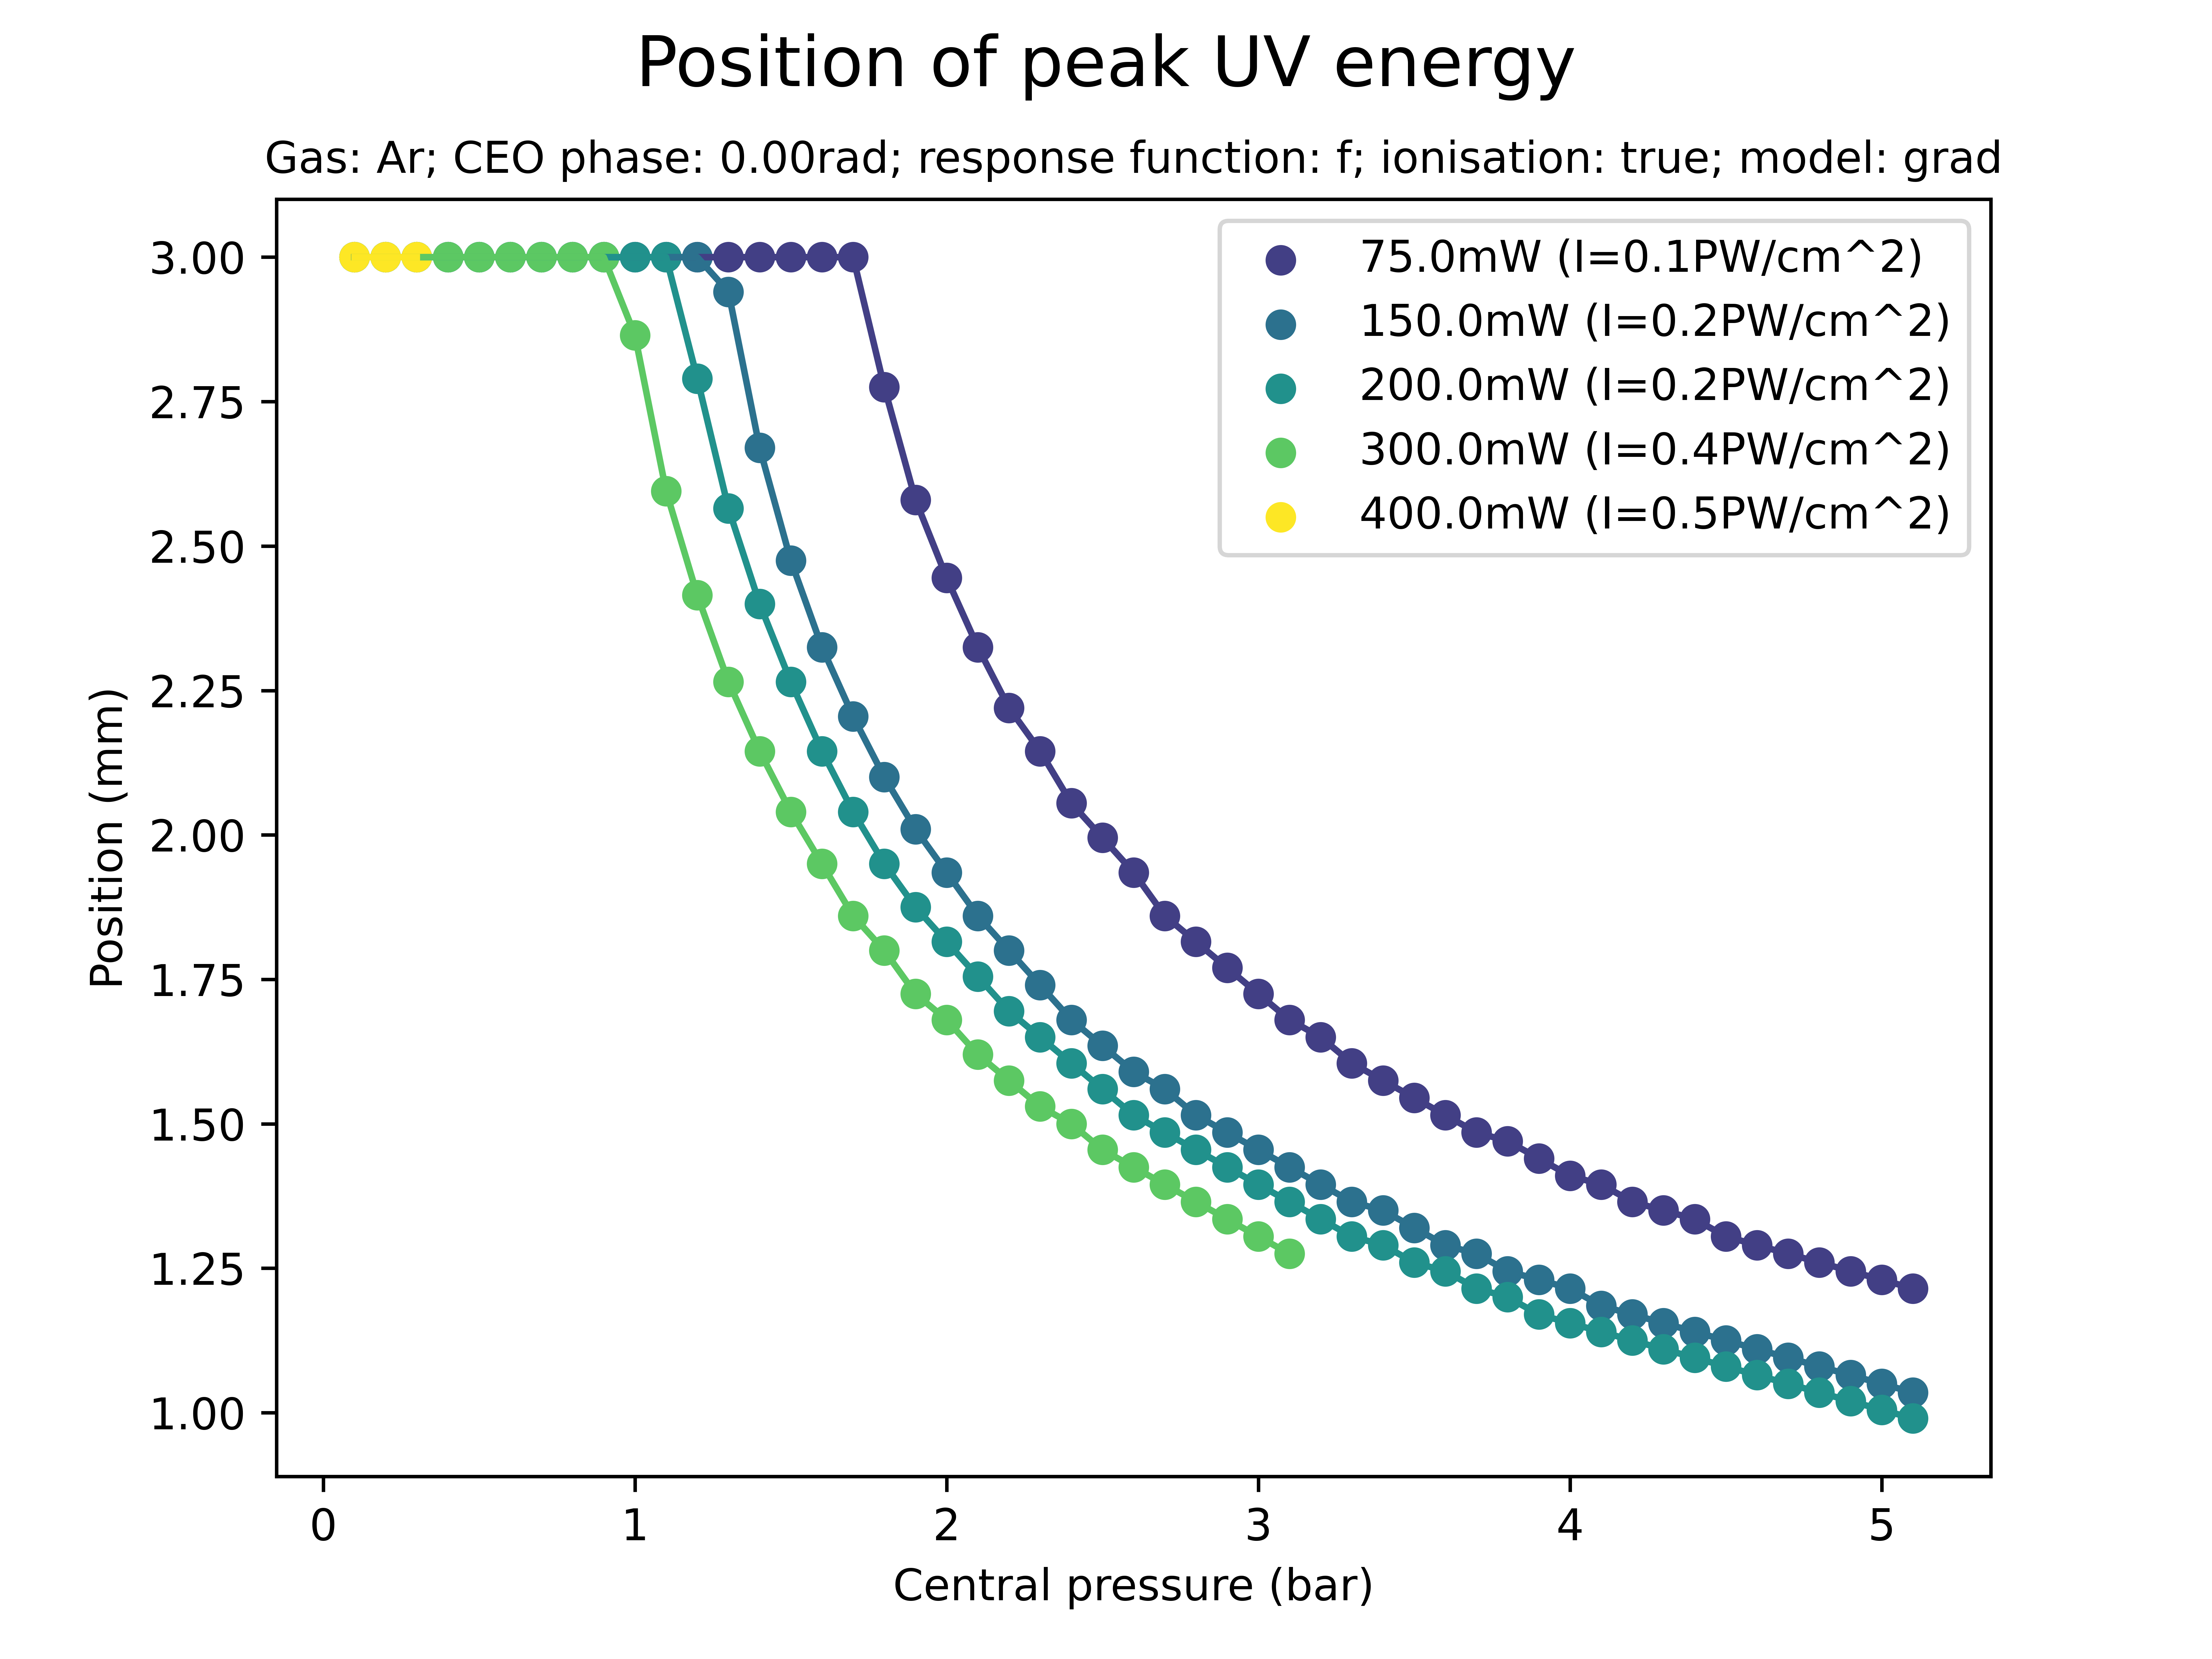 Position of peak UV energy
Gas: Ar; CEO phase: 0.00rad; response function: f; ionisation: true; model: grad
75.0mW (I=0.1PW/cm^2)
150.0mW (I=0.2PW/cm^2)
200.0mW (I=0.2PW/cm^2)
300.0mW (I=0.4PW/cm^2)
400.0mW (I=0.5PW/cm^2)
Position (mm)
3.00
2.75
2.50
2.25
2.00
1.75
1.50
1.25
1.00
0 1 2 3 4 5
Central pressure (bar)